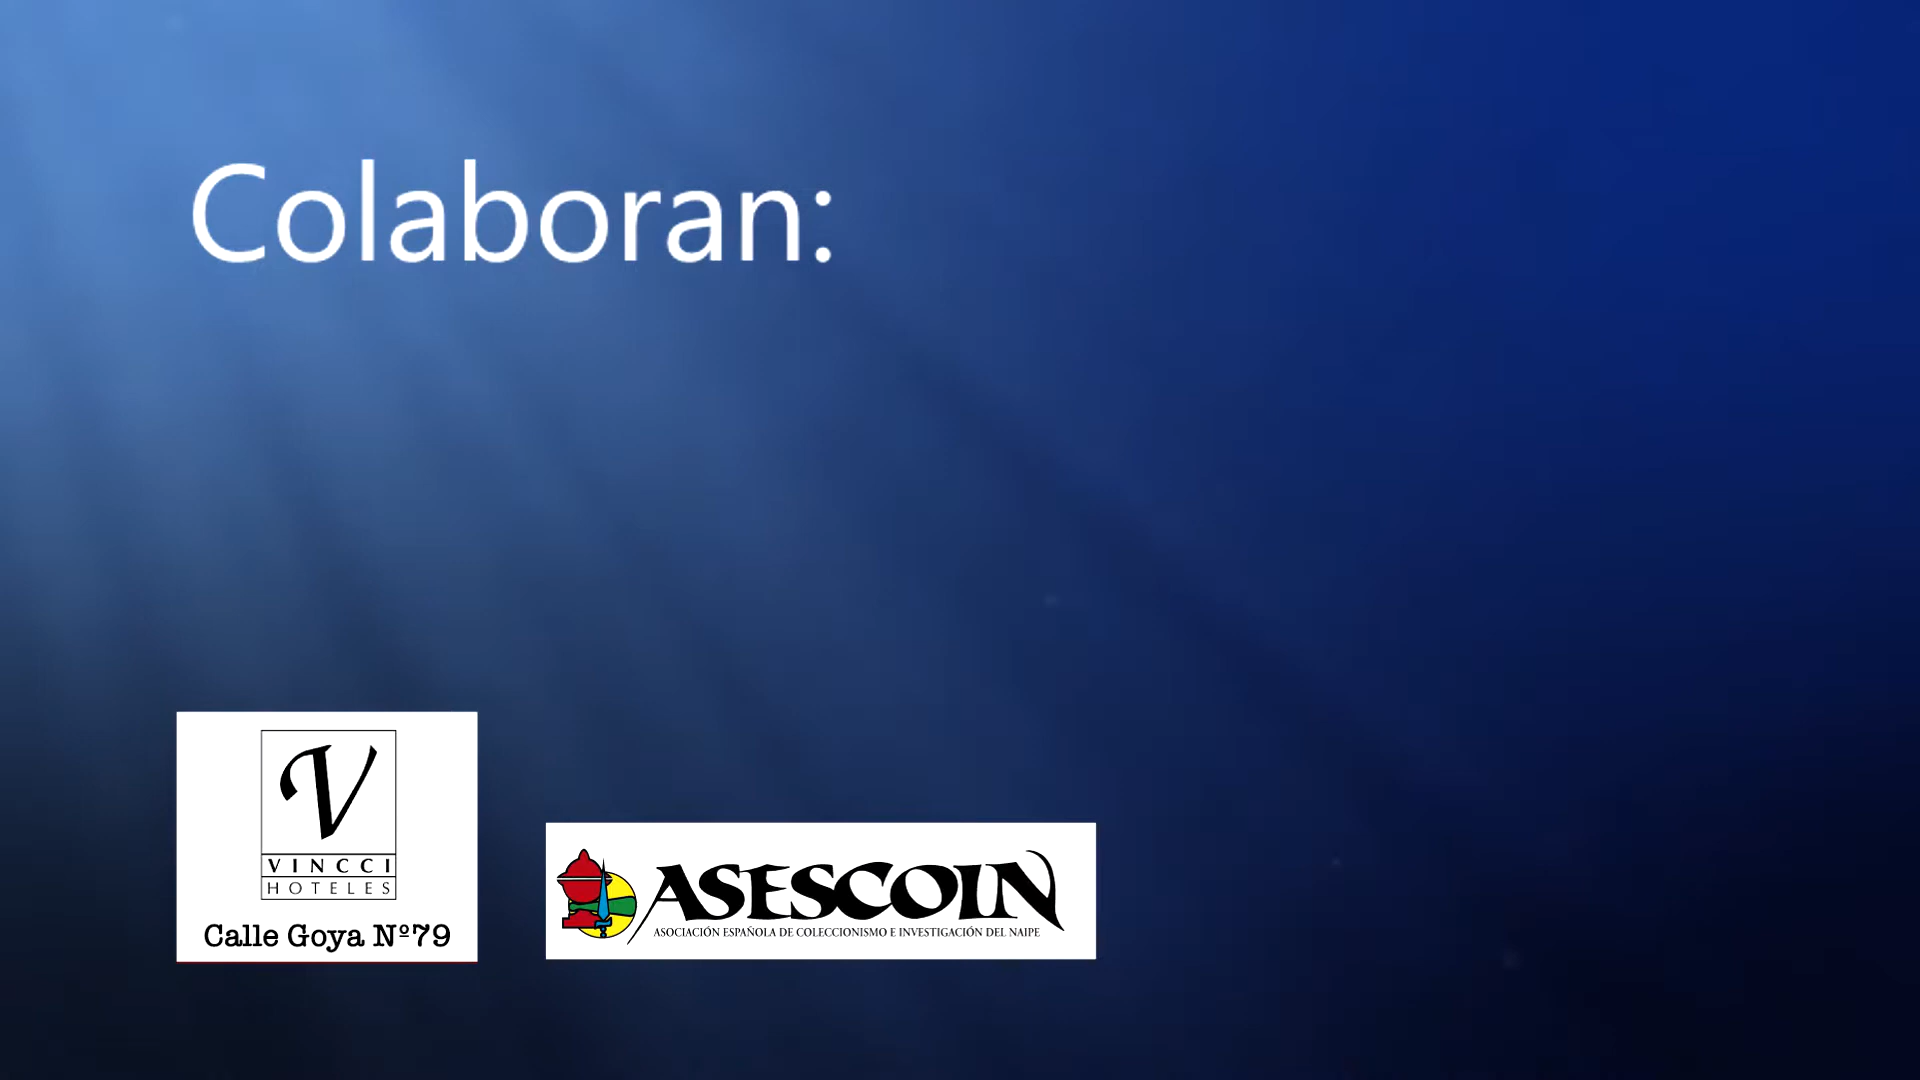 Colaboran:
V
VINCCI
HOTELES
Calle Goya Nº79
ASESCOIN
ASOCIACIÓN ESPAÑOLA DE COLECCIONISMO E INVESTIGACIÓN DEL NAIPE